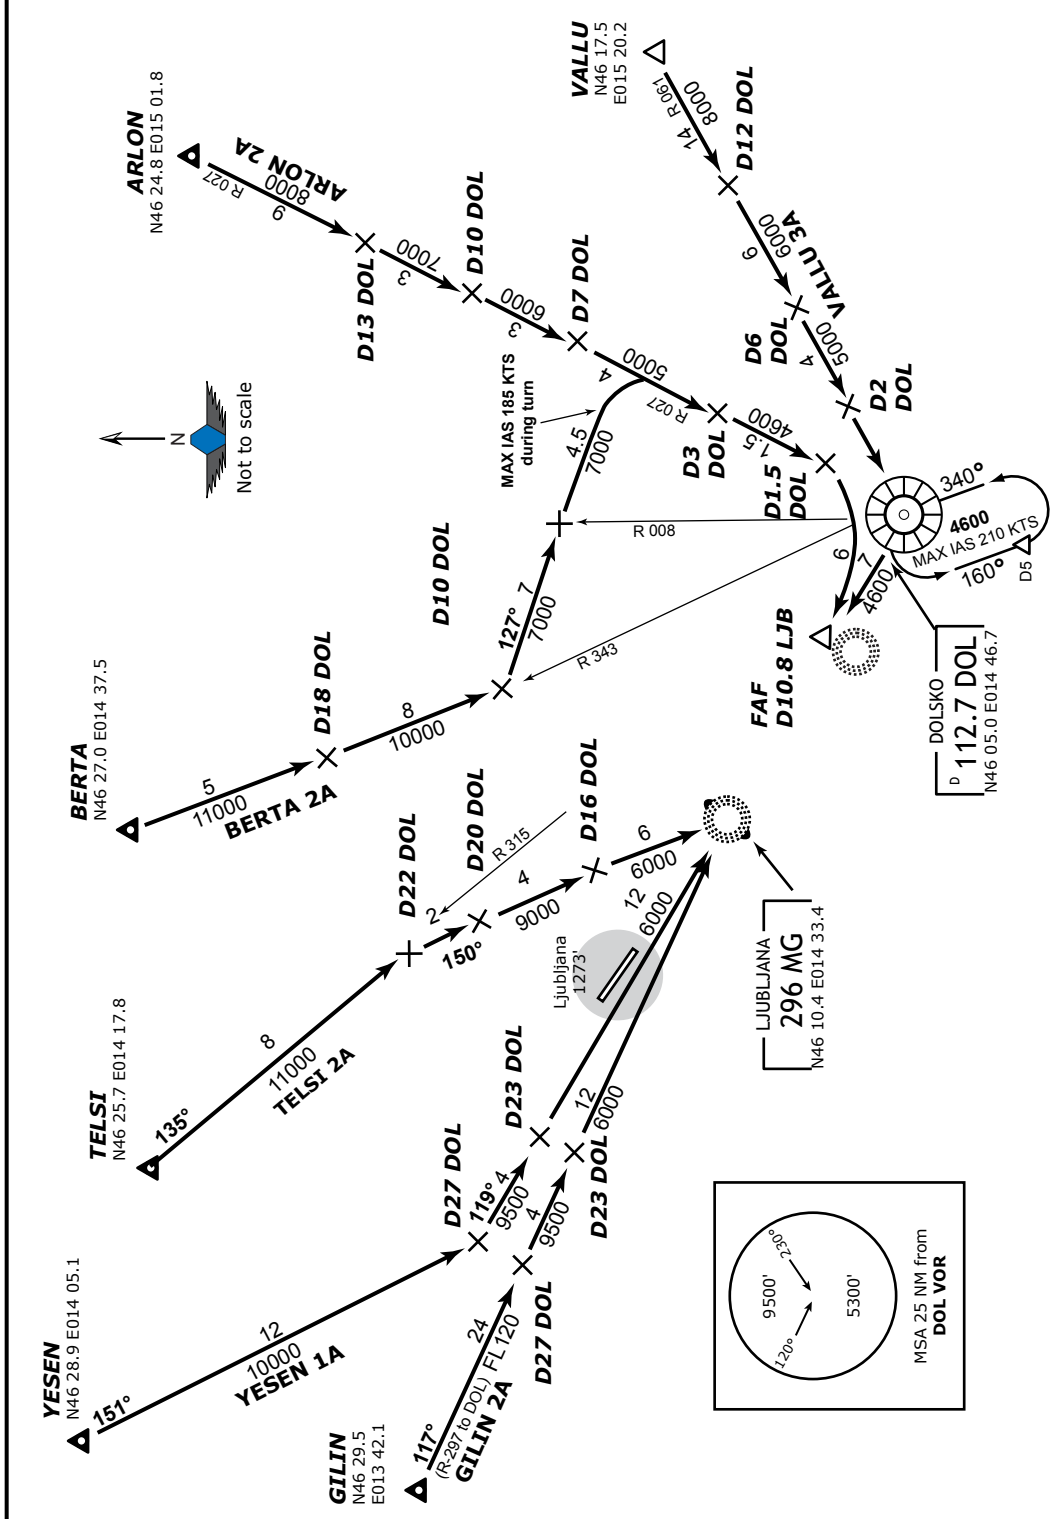 VALLU
N46 17.5
E015 20.2
14 R 061
8000
D12 DOL
6
6000
VALLU 3A
D6
DOL
4
5000
D2
DOL
ARLON
N46 24.8 E015 01.8
R 027
ARLON 2A
9
8000
D13 DOL
3
7000
D10 DOL
3
6000
D7 DOL
4
5000
R 027
D3
DOL
1.5
4600
D1.5
DOL
6
MAX IAS 185 KTS
during turn
N
Not to scale
BERTA
N46 27.0 E014 37.5
5
11000
BERTA 2A
D18 DOL
8
10000
D10 DOL
127°
7
7000
4.5
7000
R 008
R 343
FAF
D10.8 LJB
7
4600
340°
4600
MAX IAS 210 KTS
160°
D5
DOLSKO
D 112.7 DOL
N46 05.0 E014 46.7
TELSI
N46 25.7 E014 17.8
135°
8
11000
TELSI 2A
D22 DOL
2
150°
D20 DOL
R 315
4
9000
D16 DOL
6
6000
Ljubljana
1273'
12
6000
LJUBLJANA
296 MG
N46 10.4 E014 33.4
YESEN
N46 28.9 E014 05.1
151°
12
10000
YESEN 1A
D27 DOL
119° 4
9500
D23 DOL
GILIN
N46 29.5
E013 42.1
117°
24
(R-297 to DOL) FL120
GILIN 2A
D27 DOL
4
9500
D23 DOL
12
6000
120°
230°
9500'
5300'
MSA 25 NM from
DOL VOR